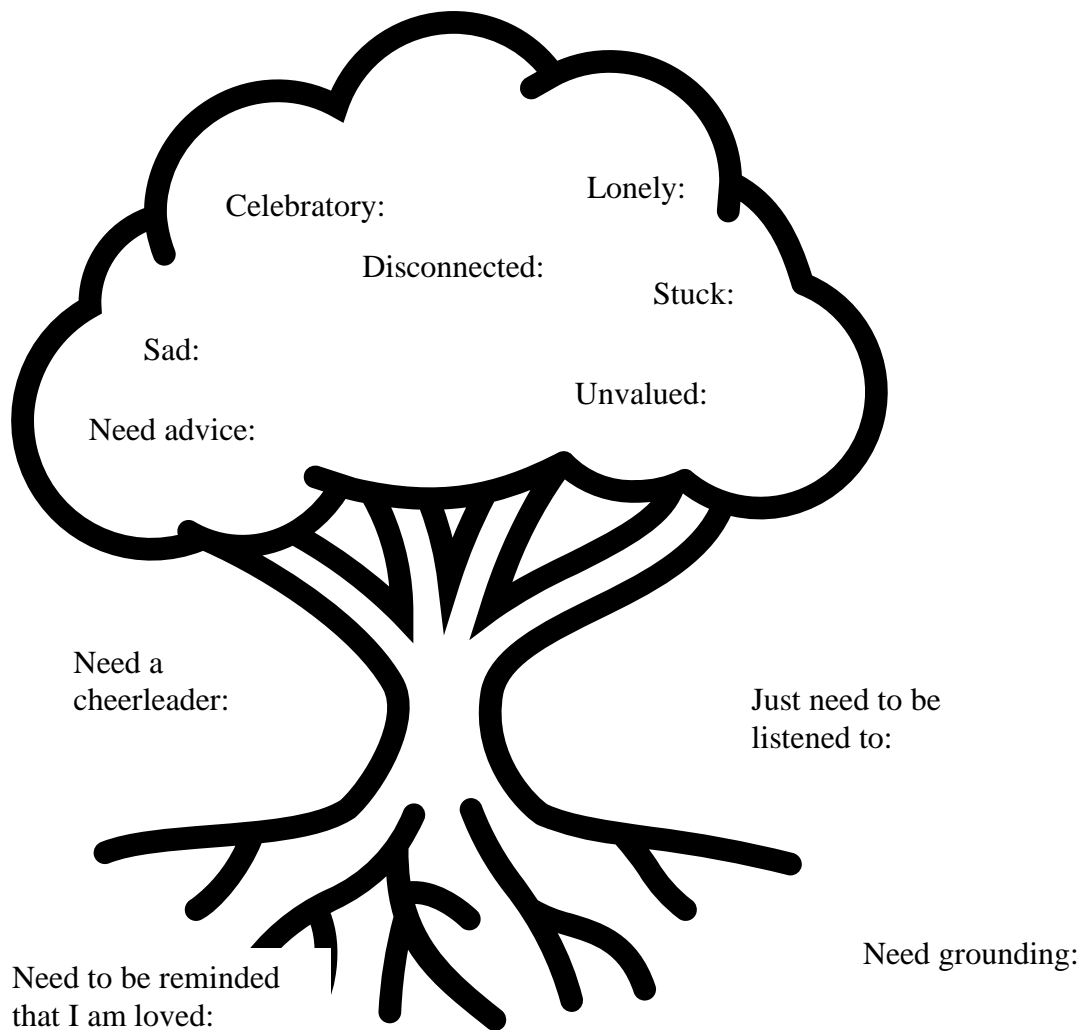 Lonely:
Celebratory:
Disconnected:
Stuck:
Sad:
Unvalued:
Need advice:
Need a
cheerleader:
Just need to be
listened to:
Need grounding:
Need to be reminded
that I am loved: